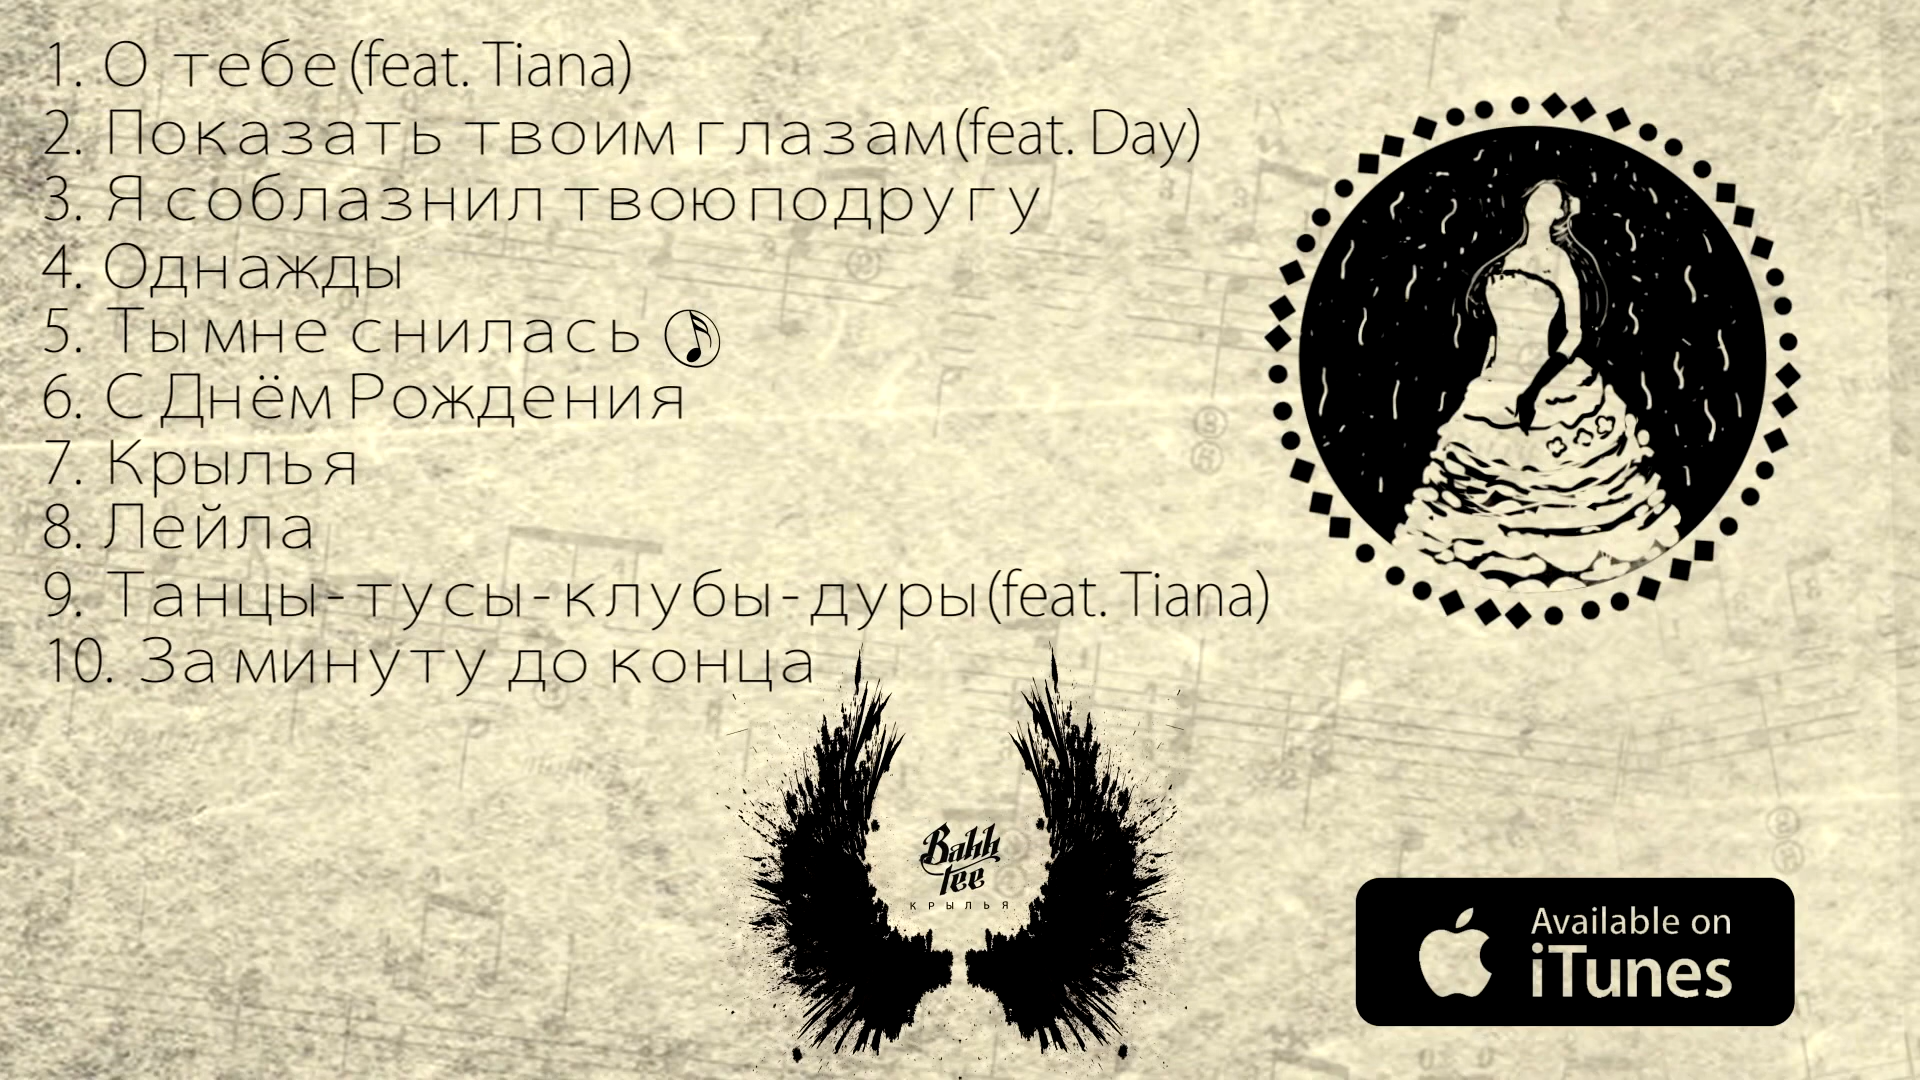 1. О тебе (feat. Tiana)
2. Показать твоим глазам (feat. Day)
3. Я соблазнил твою подругу
4. Однажды
5. Ты мне снилась
6. С Днём Рождения
7. Крылья
8. Лейла
9. Танцы-тусы-клубы-дуры (feat. Tiana)
10. За минуту до конца
Bahh
Tee
КРЫЛЬЯ
Available on
iTunes